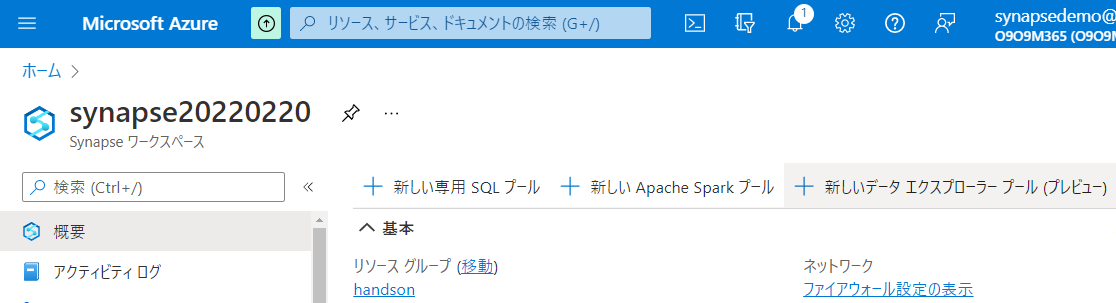 Microsoft Azure
リソース、サービス、ドキュメントの検索 (G+/)
1
synapsedemo@
O9O9M365 (O9O9M
ホーム
synapse20220220
Synapse ワークスペース
検索 (Ctrl+/)
新しい専用 SQL プール
新しい Apache Spark プール
新しいデータ エクスプローラー プール (プレビュー)
概要
アクティビティ ログ
基本
リソース グループ (移動)
handson
ネットワーク
ファイアウォール設定の表示